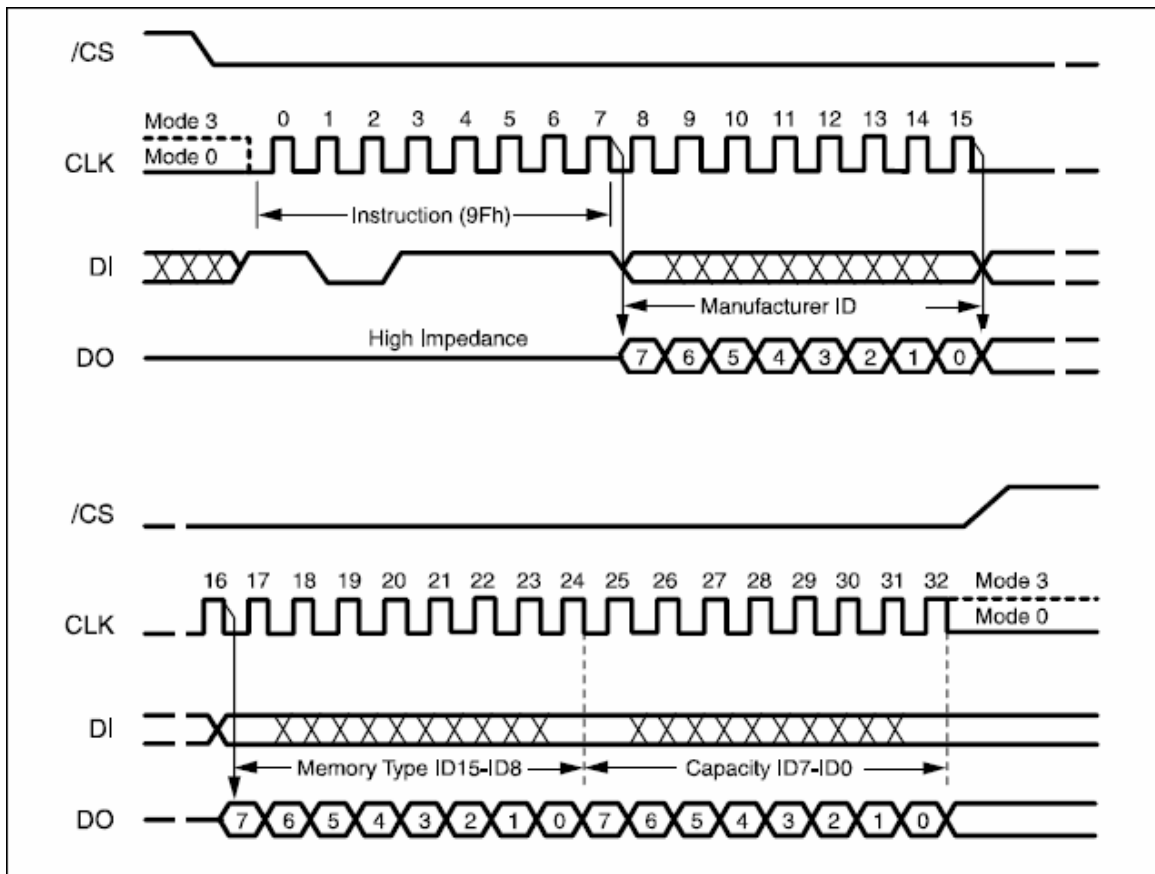 /CS
Mode 3
0 1 2 3 4 5 6 7 8 9 10 11 12 13 14 15
CLK
Mode 0
Instruction (9Fh)
DI
Manufacturer ID
High Impedance
DO
7 6 5 4 3 2 1 0
/CS
16 17 18 19 20 21 22 23 24 25 26 27 28 29 30 31 32
Mode 3
CLK
Mode 0
DI
Memory Type ID15-ID8
Capacity ID7-ID0
DO
7 6 5 4 3 2 1 0 7 6 5 4 3 2 1 0